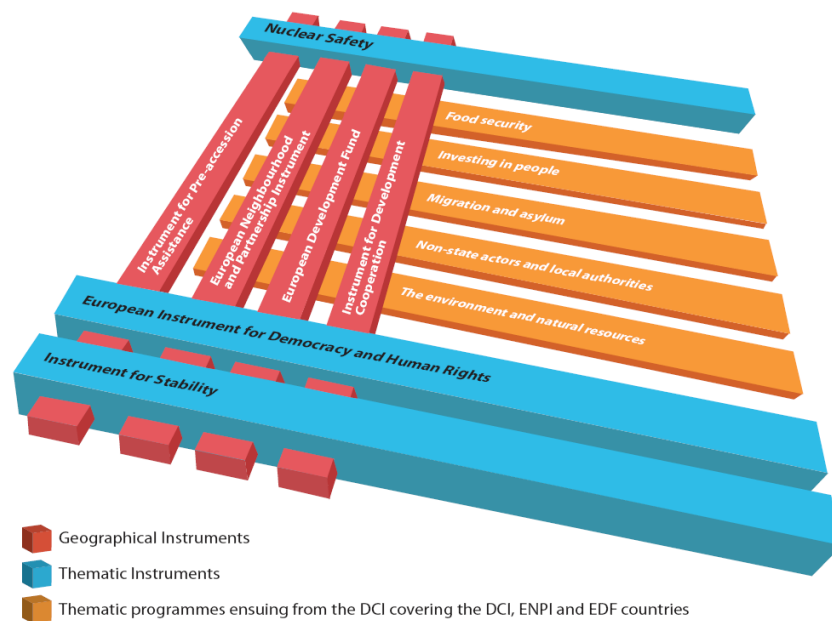 Nuclear Safety
Food security
Investing in people
Migration and asylum
Non-state actors and local authorities
The environment and natural resources
Instrument for Pre-accession
Assistance
European Neighbourhood
and Partnership Instrument
European Development Fund
Instrument for Development
Cooperation
European Instrument for Democracy and Human Rights
Instrument for Stability
Geographical Instruments
Thematic Instruments
Thematic programmes ensuing from the DCI covering the DCI, ENPI and EDF countries